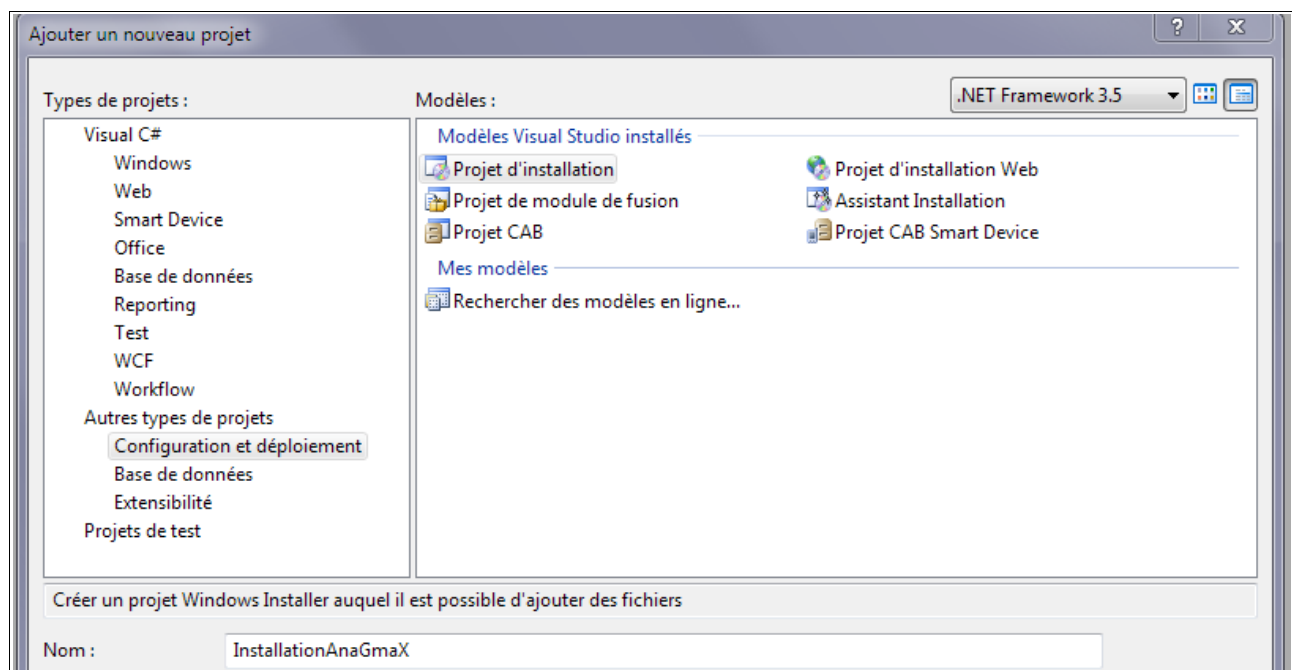 Ajouter un nouveau projet
Types de projets :
Modèles :
.NET Framework 3.5
Visual C#
Windows
Web
Smart Device
Office
Base de données
Reporting
Test
WCF
Workflow
Autres types de projets
Configuration et déploiement
Base de données
Extensibilité
Projets de test
Modèles Visual Studio installés
Projet d'installation
Projet d'installation Web
Projet de module de fusion
Assistant Installation
Projet CAB
Projet CAB Smart Device
Mes modèles
Rechercher des modèles en ligne...
Créer un projet Windows Installer auquel il est possible d'ajouter des fichiers
Nom :
InstallationAnaGmaX